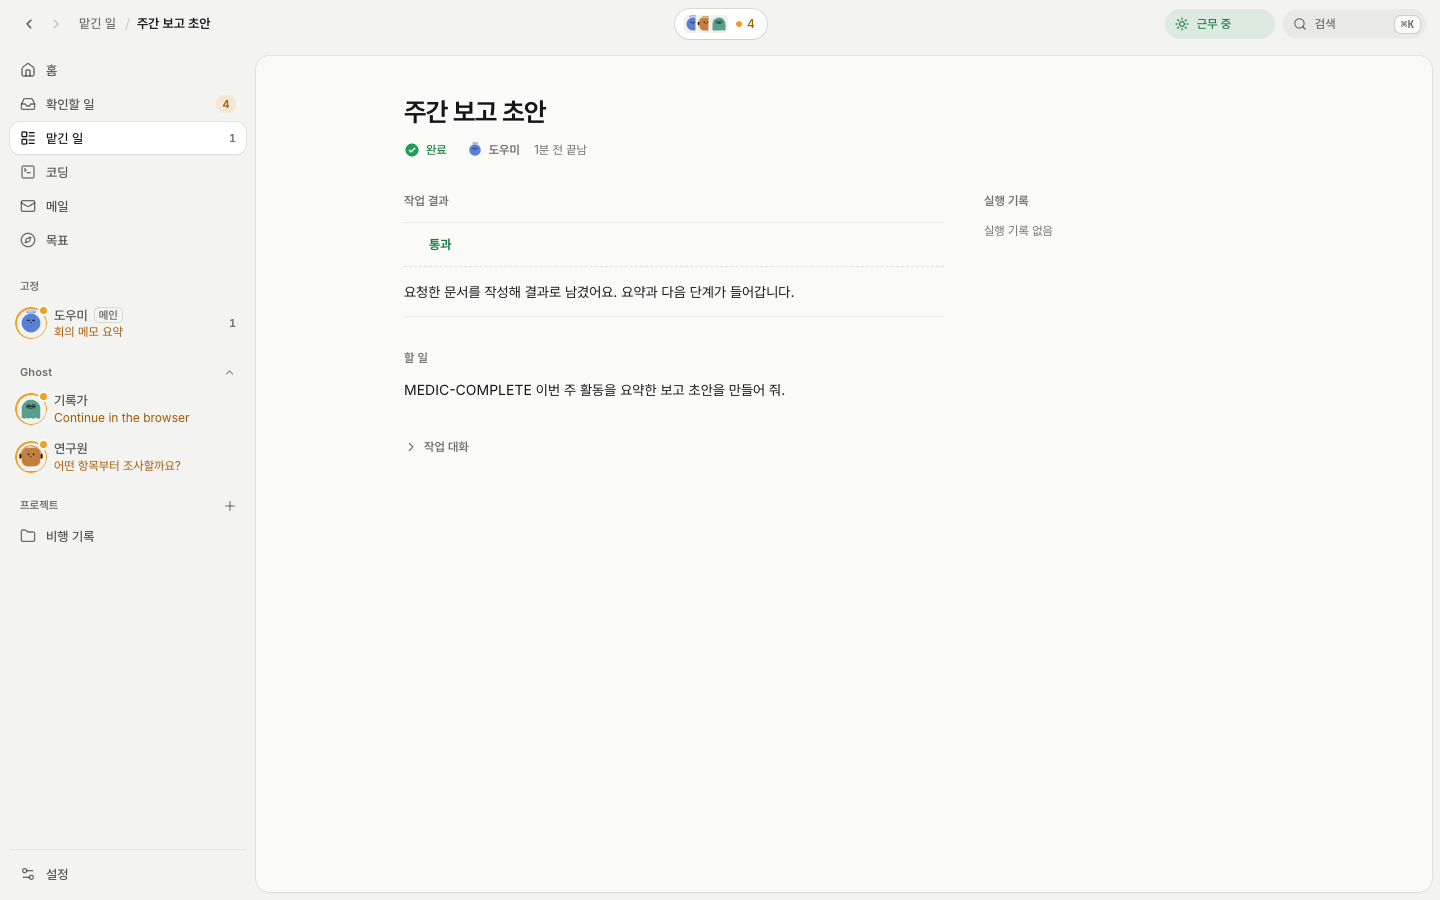 맡긴 일 / 주간 보고 초안
4
근무 중
검색
⌘K
홈
확인할 일
4
맡긴 일
1
코딩
메일
목표
고정
도우미 메인
회의 메모 요약
1
Ghost
기록가
Continue in the browser
연구원
어떤 항목부터 조사할까요?
프로젝트
비행 기록
설정
주간 보고 초안
완료 도우미 1분 전 끝남
작업 결과
통과
요청한 문서를 작성해 결과로 남겼어요. 요약과 다음 단계가 들어갑니다.
할 일
MEDIC-COMPLETE 이번 주 활동을 요약한 보고 초안을 만들어 줘.
작업 대화
실행 기록
실행 기록 없음